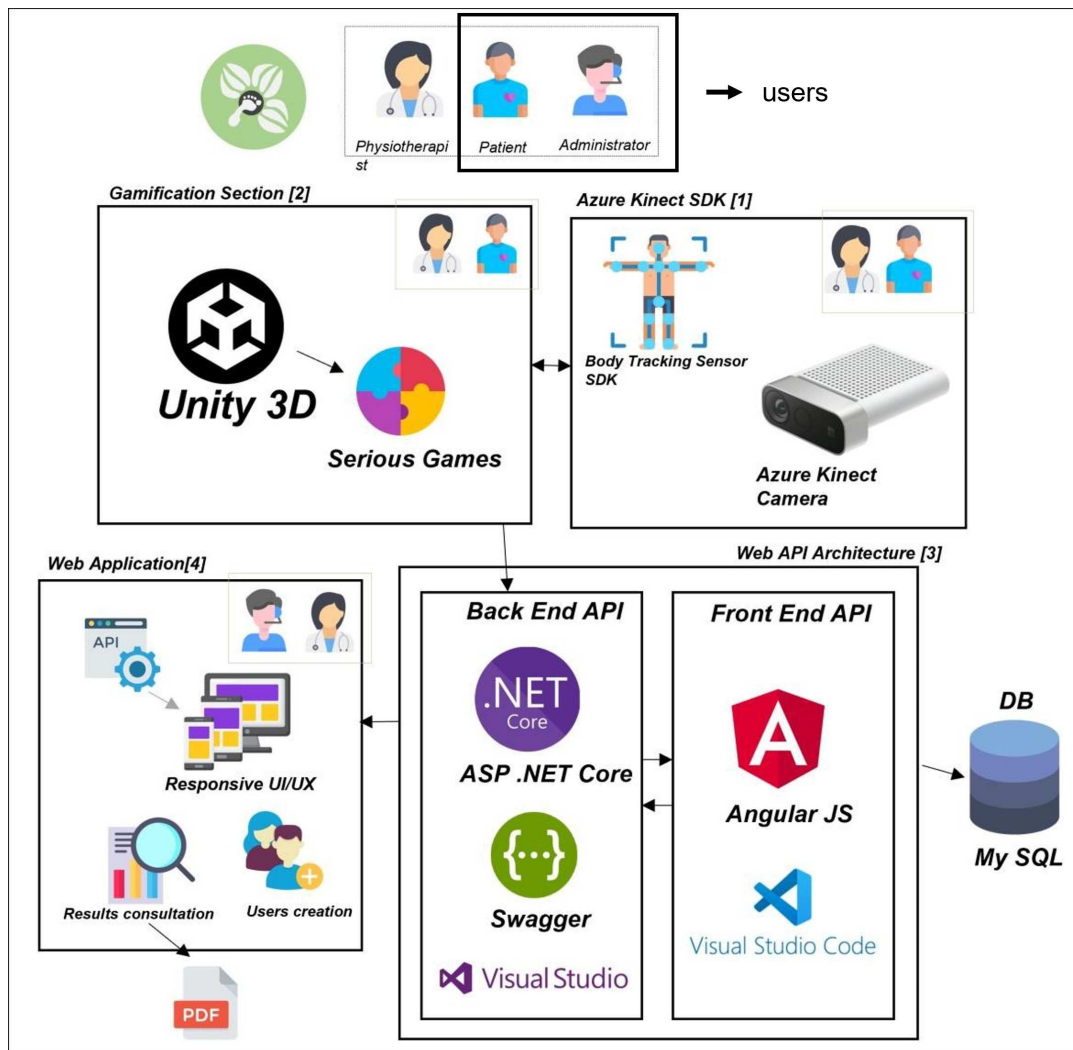 users
Physiotherapi
st
Patient
Administrator
Gamification Section [2]
Azure Kinect SDK [1]
Unity 3D
Serious Games
Body Tracking Sensor
SDK
Azure Kinect
Camera
Web Application[4]
API
Responsive UI/UX
Results consultation
Users creation
PDF
Web API Architecture [3]
Back End API
.NET
Core
ASP .NET Core
{···}
Swagger
Visual Studio
Front End API
A
Angular JS
Visual Studio Code
DB
My SQL